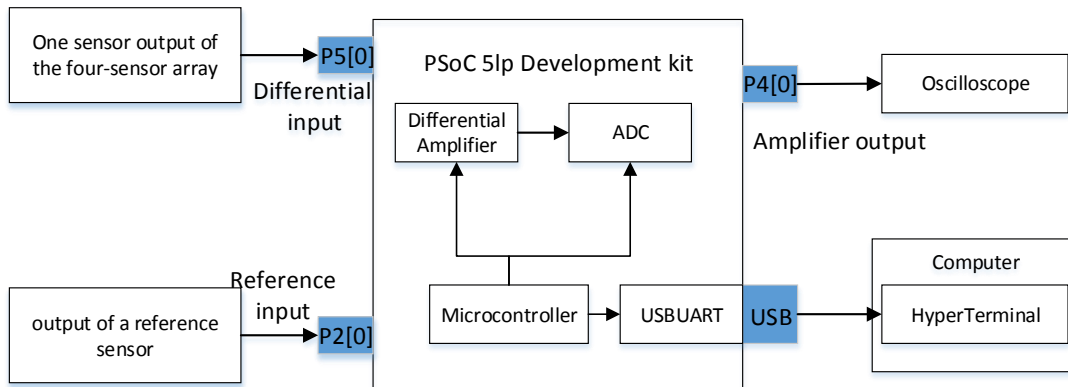 One sensor output of
the four-sensor array
P5[0]
Differential
input
PSoC 5lp Development kit
Differential
Amplifier
ADC
P4[0]
Oscilloscope
Amplifier output
Reference
input
output of a reference
sensor
P2[0]
Microcontroller
USBUART
USB
Computer
HyperTerminal